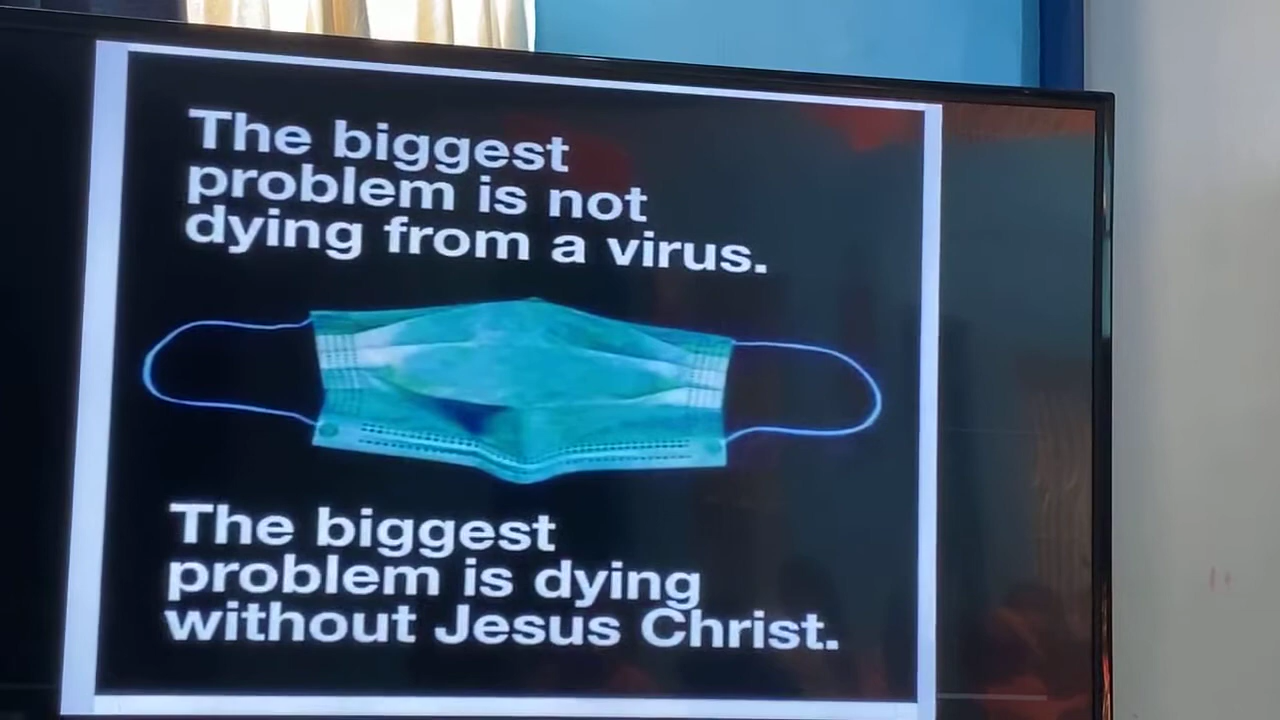 The biggest
problem is not
dying from a virus.
The biggest
problem is dying
without Jesus Christ.